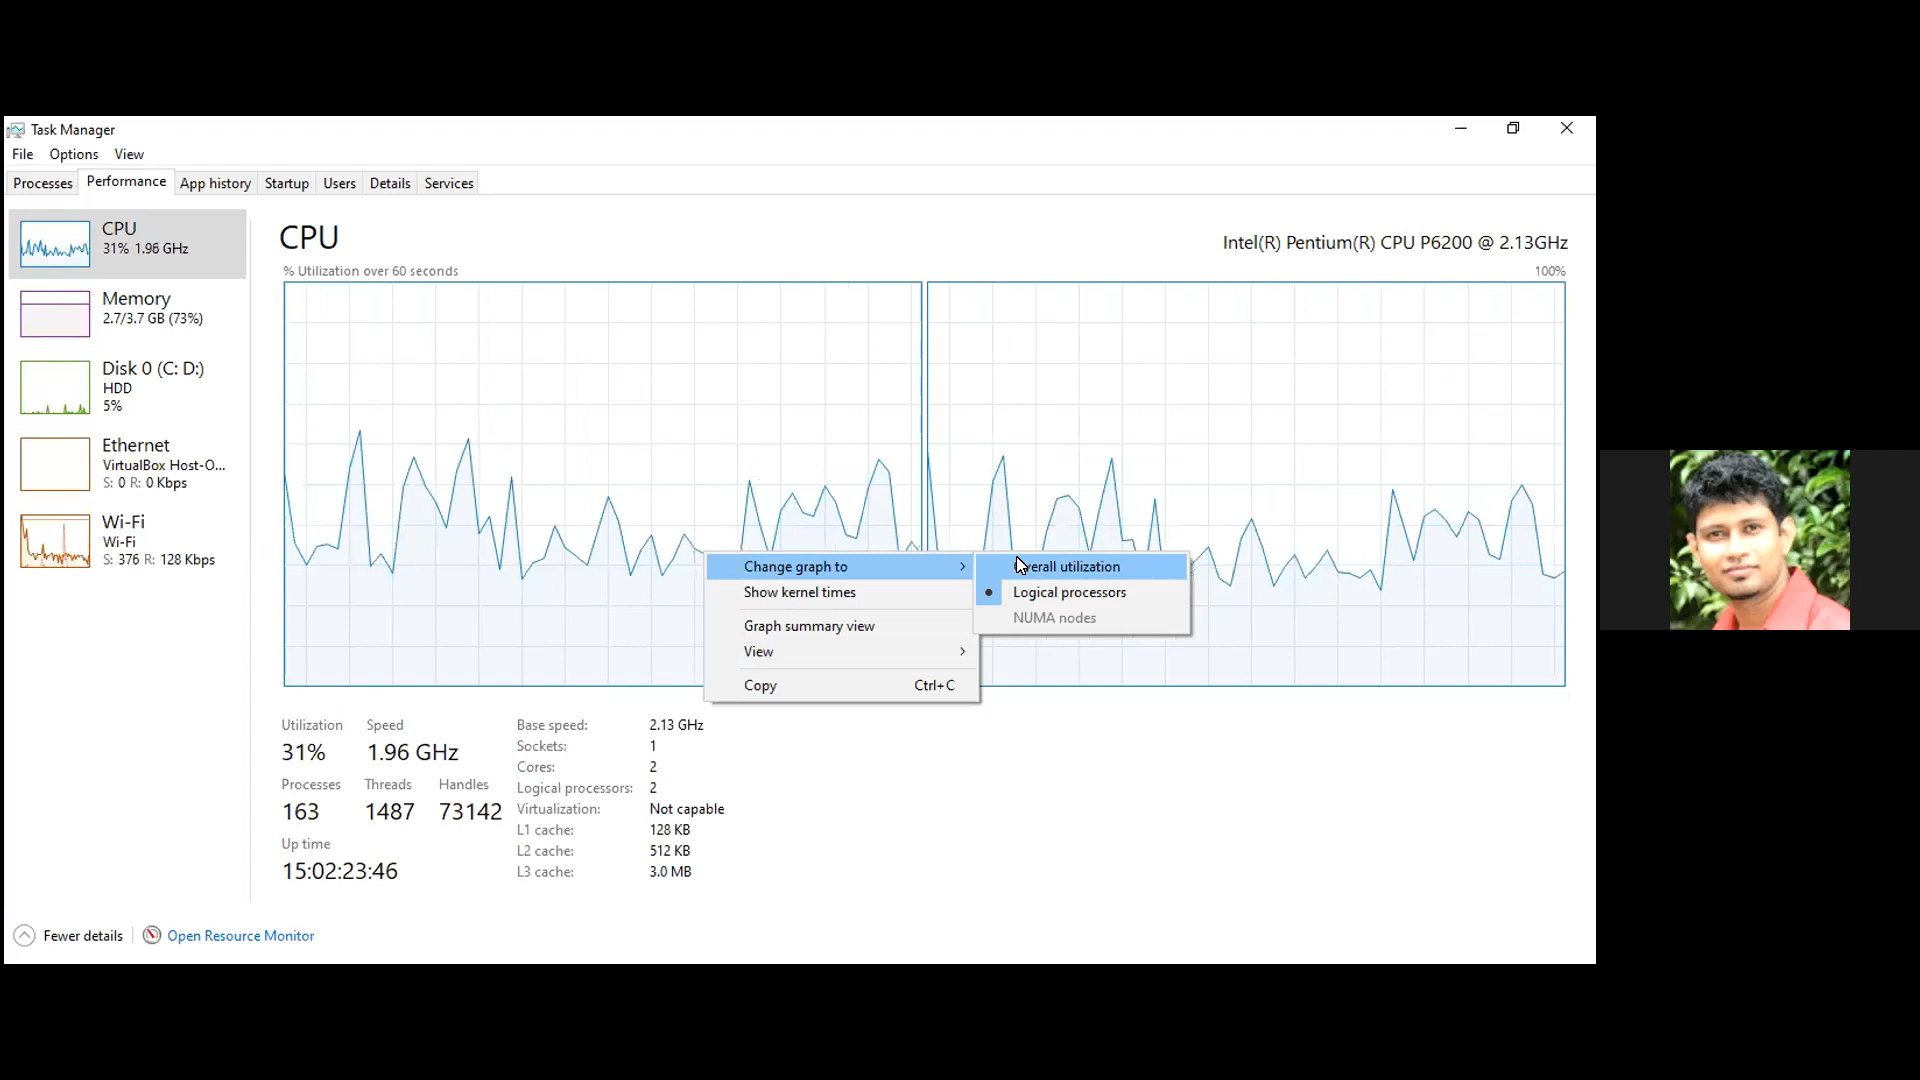 Task Manager
File Options View
Processes Performance App history Startup Users Details Services
CPU
31% 1.96 GHz
Memory
2.7/3.7 GB (73%)
Disk 0 (C: D:)
HDD
5%
Ethernet
VirtualBox Host-O...
S: 0 R: 0 Kbps
Wi-Fi
Wi-Fi
S: 376 R: 128 Kbps
CPU
Intel(R) Pentium(R) CPU P6200 @ 2.13GHz
% Utilization over 60 seconds
100%
Change graph to
Show kernel times
Graph summary view
View
Copy Ctrl+C
utilization
Logical processors
NUMA nodes
Utilization Speed
31% 1.96 GHz
Processes Threads Handles
163 1487 73142
Up time
15:02:23:46
Base speed: 2.13 GHz
Sockets: 1
Cores: 2
Logical processors: 2
Virtualization: Not capable
L1 cache: 128 KB
L2 cache: 512 KB
L3 cache: 3.0 MB
Fewer details
Open Resource Monitor